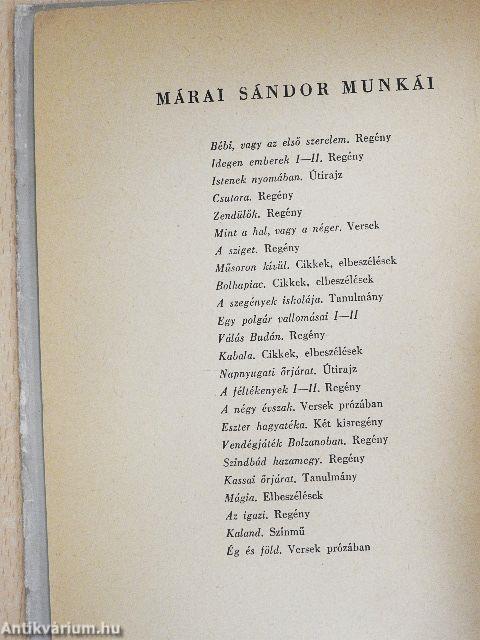 MÁRAI SÁNDOR MUNKÁI
Bébi, vagy az első szerelem. Regény
Idegen emberek I—II. Regény
Istenek nyomában. Útirajz
Csutora. Regény
Zendülők. Regény
Mint a hal, vagy a néger. Versek
A sziget. Regény
Műsoron kívül. Cikkek, elbeszélések
Bolhapiac. Cikkek, elbeszélések
A szegények iskolája. Tanulmány
Egy polgár vallomásai I—II
Válás Budán. Regény
Kabala. Cikkek, elbeszélések
Napnyugati őrjárat. Útirajz
A féltékenyek I—II. Regény
A négy évszak. Versek prózában
Eszter hagyatéka. Két kisregény
Vendégjáték Bolzanoban. Regény
Szindbád hazamegy. Regény
Kassai őrjárat. Tanulmány
Mágia. Elbeszélések
Az igazi. Regény
Kaland. Színmű
Ég és föld. Versek prózában
Antikvárium.hu